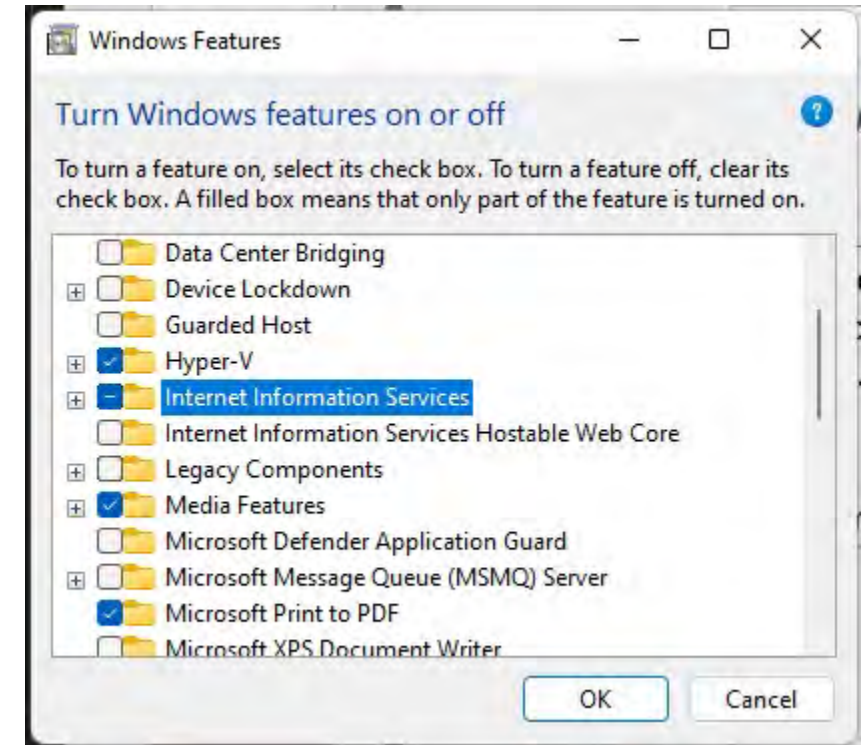 Windows Features
Turn Windows features on or off
To turn a feature on, select its check box. To turn a feature off, clear its
check box. A filled box means that only part of the feature is turned on.
Data Center Bridging
Device Lockdown
Guarded Host
Hyper-V
Internet Information Services
Internet Information Services Hostable Web Core
Legacy Components
Media Features
Microsoft Defender Application Guard
Microsoft Message Queue (MSMQ) Server
Microsoft Print to PDF
Microsoft XPS Document Writer
OK Cancel